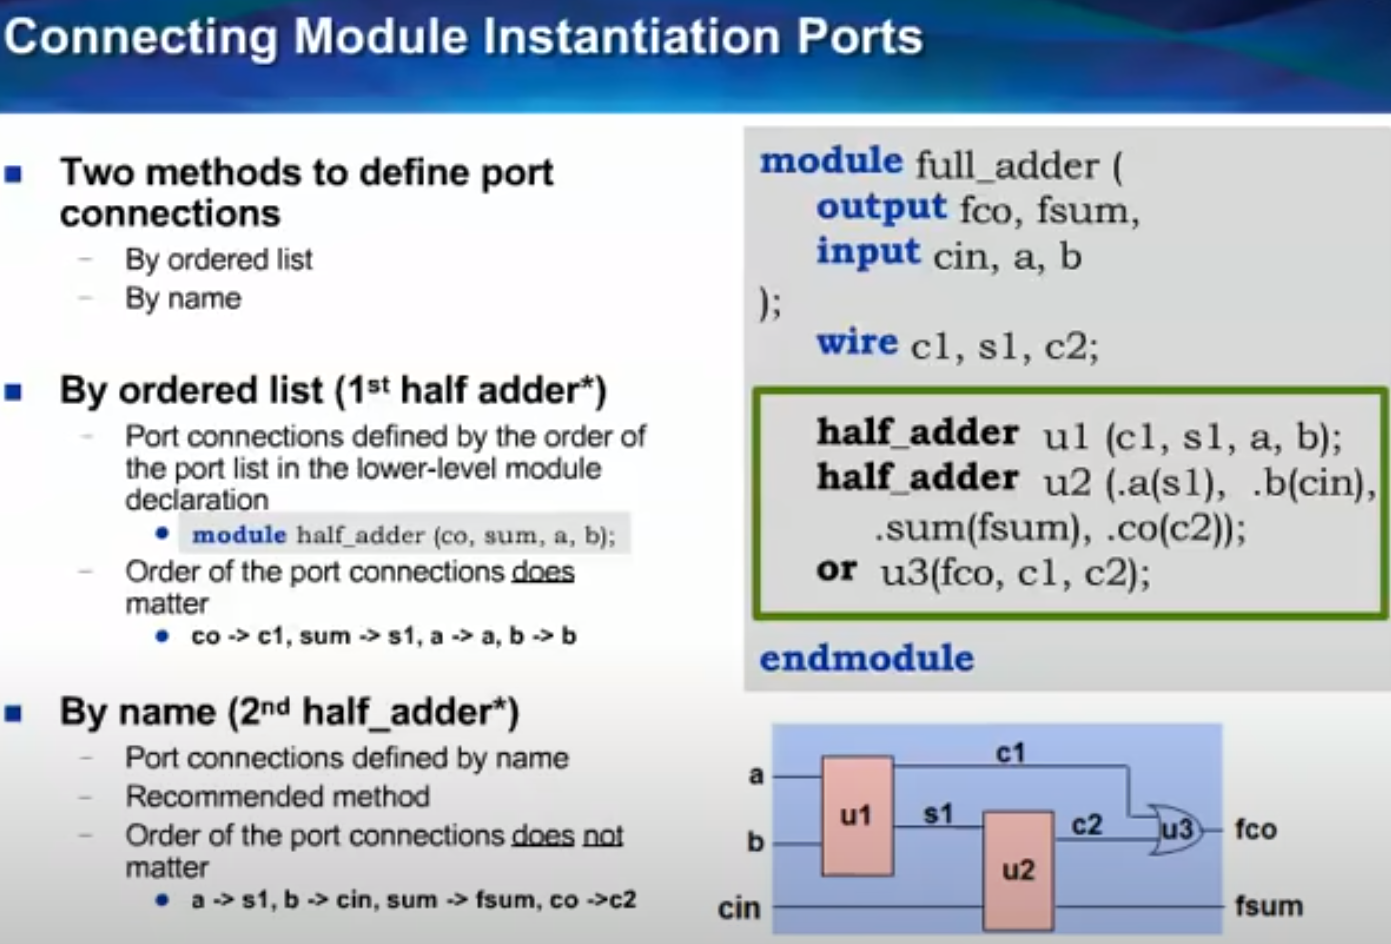 Connecting Module Instantiation Ports
Two methods to define port
connections
By ordered list
By name
By ordered list (1st half adder*)
Port connections defined by the order of
the port list in the lower-level module
declaration
module half_adder (co, sum, a, b);
Order of the port connections does
matter
co -> c1, sum -> s1, a -> a, b -> b
By name (2nd half_adder*)
Port connections defined by name
Recommended method
Order of the port connections does not
matter
a -> s1, b -> cin, sum -> fsum, co ->c2
module full_adder (
output fco, fsum,
input cin, a, b
);
wire c1, s1, c2;
half_adder u1 (c1, s1, a, b);
half_adder u2 (.a(s1), .b(cin),
.sum(fsum), .co(c2));
or u3(fco, c1, c2);
endmodule
c1
a
u1
s1
c2
u3
fco
b
u2
cin
fsum